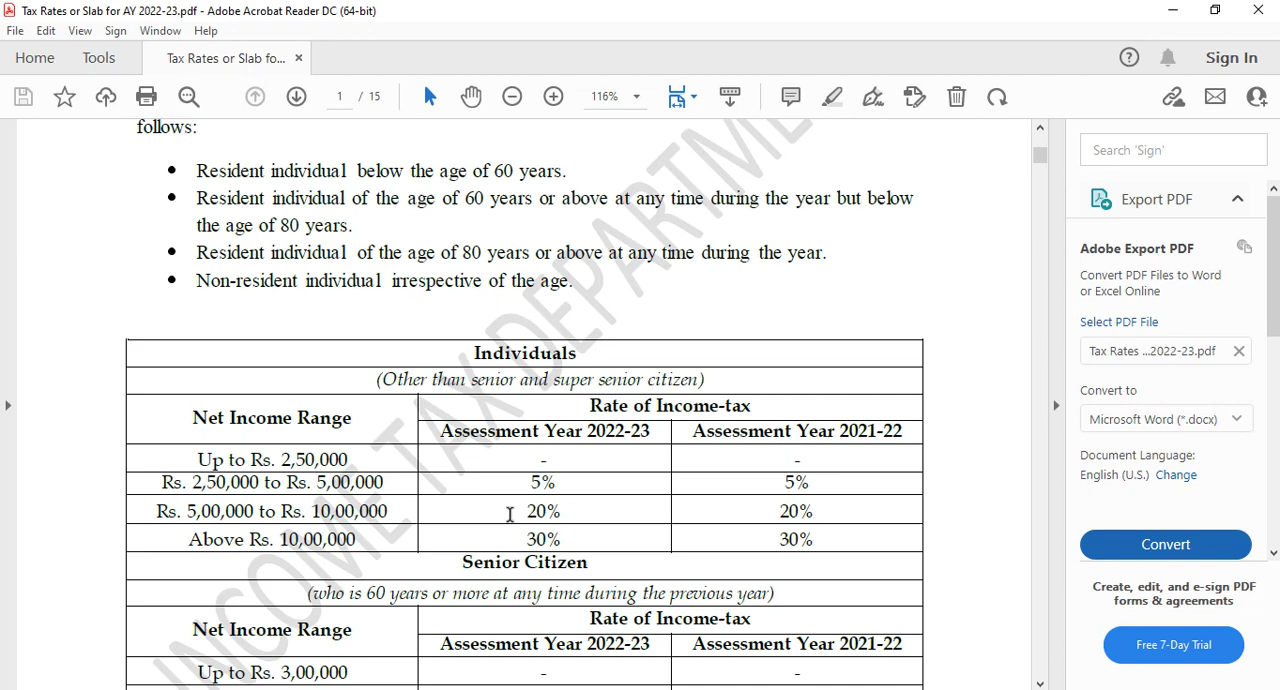 Tax Rates or Slab for AY 2022-23.pdf - Adobe Acrobat Reader DC (64-bit)
File Edit View Sign Window Help
Home Tools Tax Rates or Slab fo... × Sign In
1 / 15 116%
Search 'Sign'
follows:
• Resident individual below the age of 60 years.
• Resident individual of the age of 60 years or above at any time during the year but below
the age of 80 years.
• Resident individual of the age of 80 years or above at any time during the year.
• Non-resident individual irrespective of the age.
Individuals
(Other than senior and super senior citizen)
Net Income Range Rate of Income-tax
Assessment Year 2022-23 Assessment Year 2021-22
Up to Rs. 2,50,000 - -
Rs. 2,50,000 to Rs. 5,00,000 5% 5%
Rs. 5,00,000 to Rs. 10,00,000 20% 20%
Above Rs. 10,00,000 30% 30%
Senior Citizen
(who is 60 years or more at any time during the previous year)
Net Income Range Rate of Income-tax
Assessment Year 2022-23 Assessment Year 2021-22
Up to Rs. 3,00,000 - -
INCOME TAX DEPARTME
Export PDF
Adobe Export PDF
Convert PDF Files to Word
or Excel Online
Select PDF File
Tax Rates ...2022-23.pdf ×
Convert to
Microsoft Word (*.docx)
Document Language:
English (U.S.) Change
Convert
Create, edit, and e-sign PDF
forms & agreements
Free 7-Day Trial